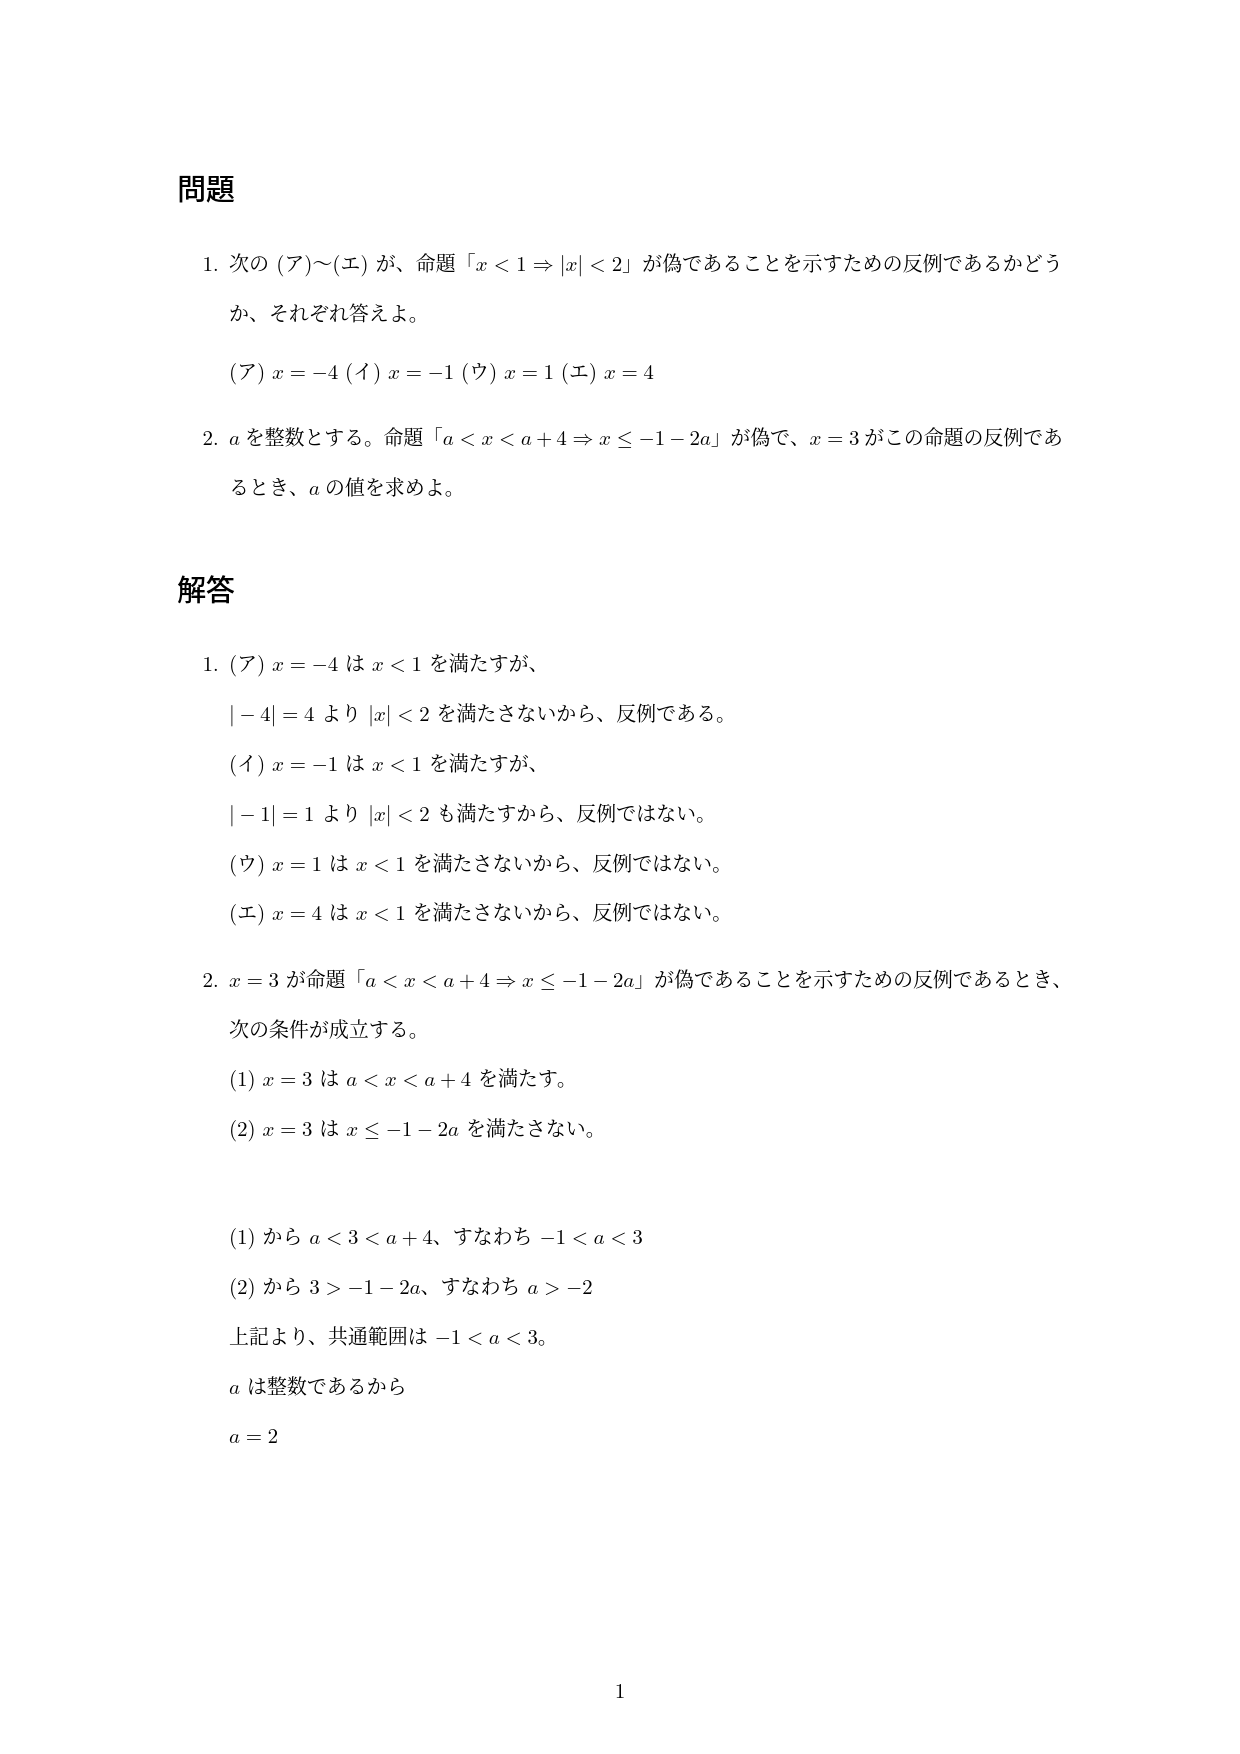 問題
1. 次の (ア)〜(エ) が、命題「x < 1 ⇒ |x| < 2」が偽であることを示すための反例であるかどう
か、それぞれ答えよ。
(ア) x = −4 (イ) x = −1 (ウ) x = 1 (エ) x = 4
2. a を整数とする。命題「a < x < a + 4 ⇒ x ≤ −1 − 2a」が偽で、x = 3 がこの命題の反例であ
るとき、a の値を求めよ。
解答
1. (ア) x = −4 は x < 1 を満たすが、
| − 4| = 4 より |x| < 2 を満たさないから、反例である。
(イ) x = −1 は x < 1 を満たすが、
| − 1| = 1 より |x| < 2 も満たすから、反例ではない。
(ウ) x = 1 は x < 1 を満たさないから、反例ではない。
(エ) x = 4 は x < 1 を満たさないから、反例ではない。
2. x = 3 が命題「a < x < a + 4 ⇒ x ≤ −1 − 2a」が偽であることを示すための反例であるとき、
次の条件が成立する。
(1) x = 3 は a < x < a + 4 を満たす。
(2) x = 3 は x ≤ −1 − 2a を満たさない。
(1) から a < 3 < a + 4、すなわち −1 < a < 3
(2) から 3 > −1 − 2a、すなわち a > −2
上記より、共通範囲は −1 < a < 3。
a は整数であるから
a = 2
1